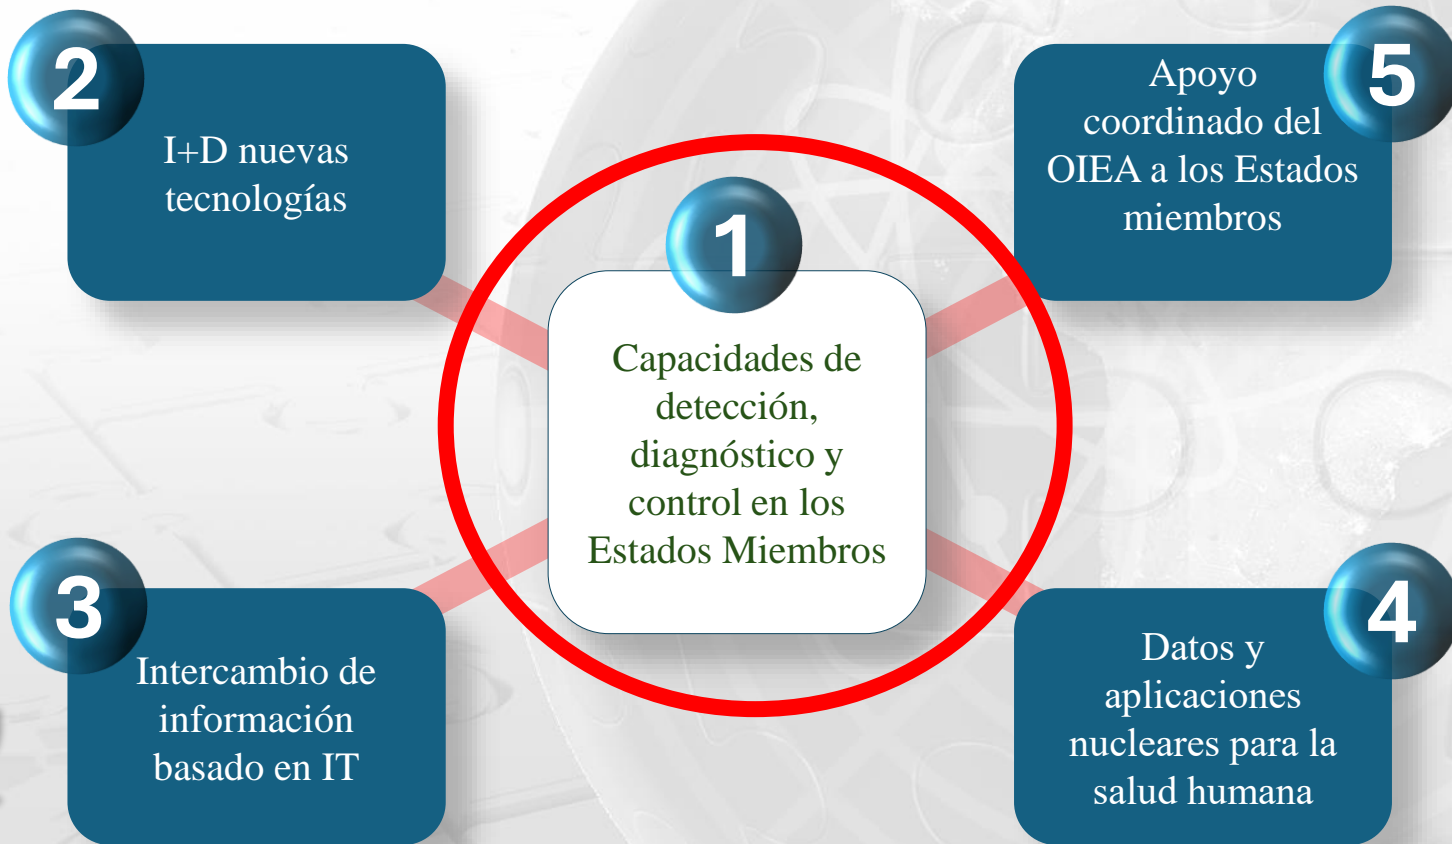 1
Capacidades de
detección,
diagnóstico y
control en los
Estados Miembros
2
I+D nuevas
tecnologías
3
Intercambio de
información
basado en IT
4
Datos y
aplicaciones
nucleares para la
salud humana
5
Apoyo
coordinado del
OIEA a los Estados
miembros